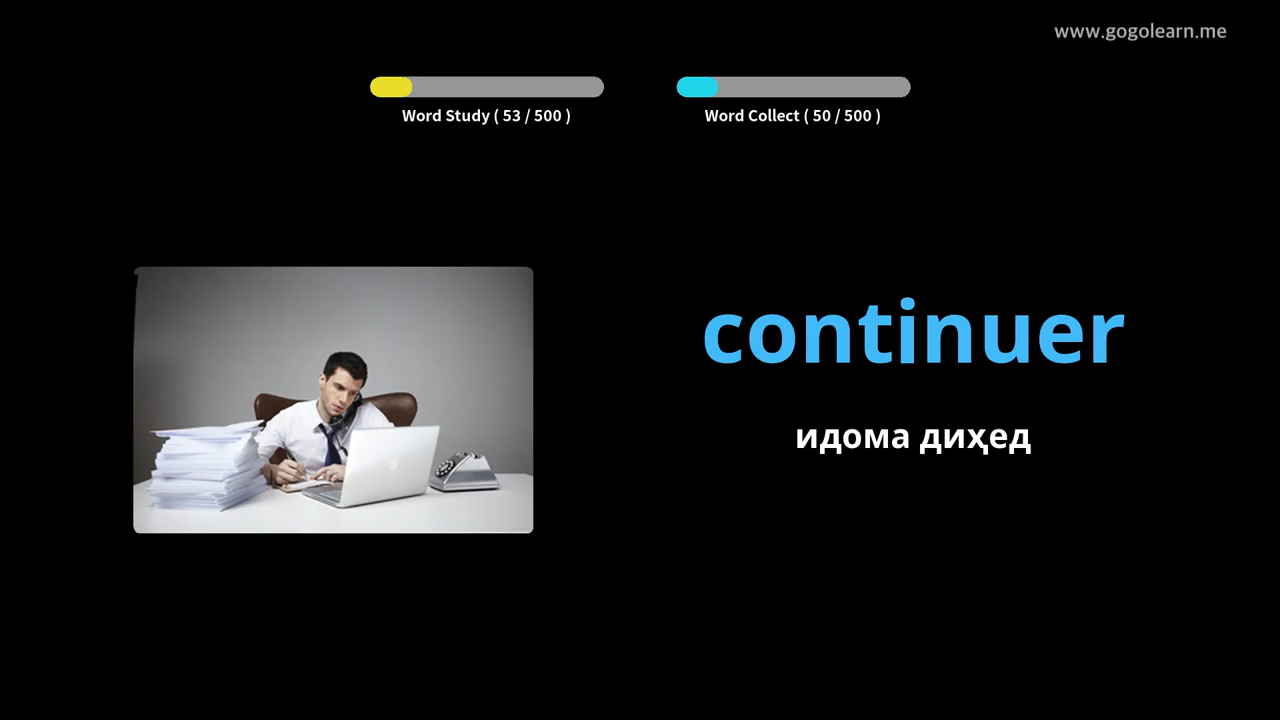 www.gogolearn.me
Word Study ( 53 / 500 )
Word Collect ( 50 / 500 )
continuer
идома диҳед